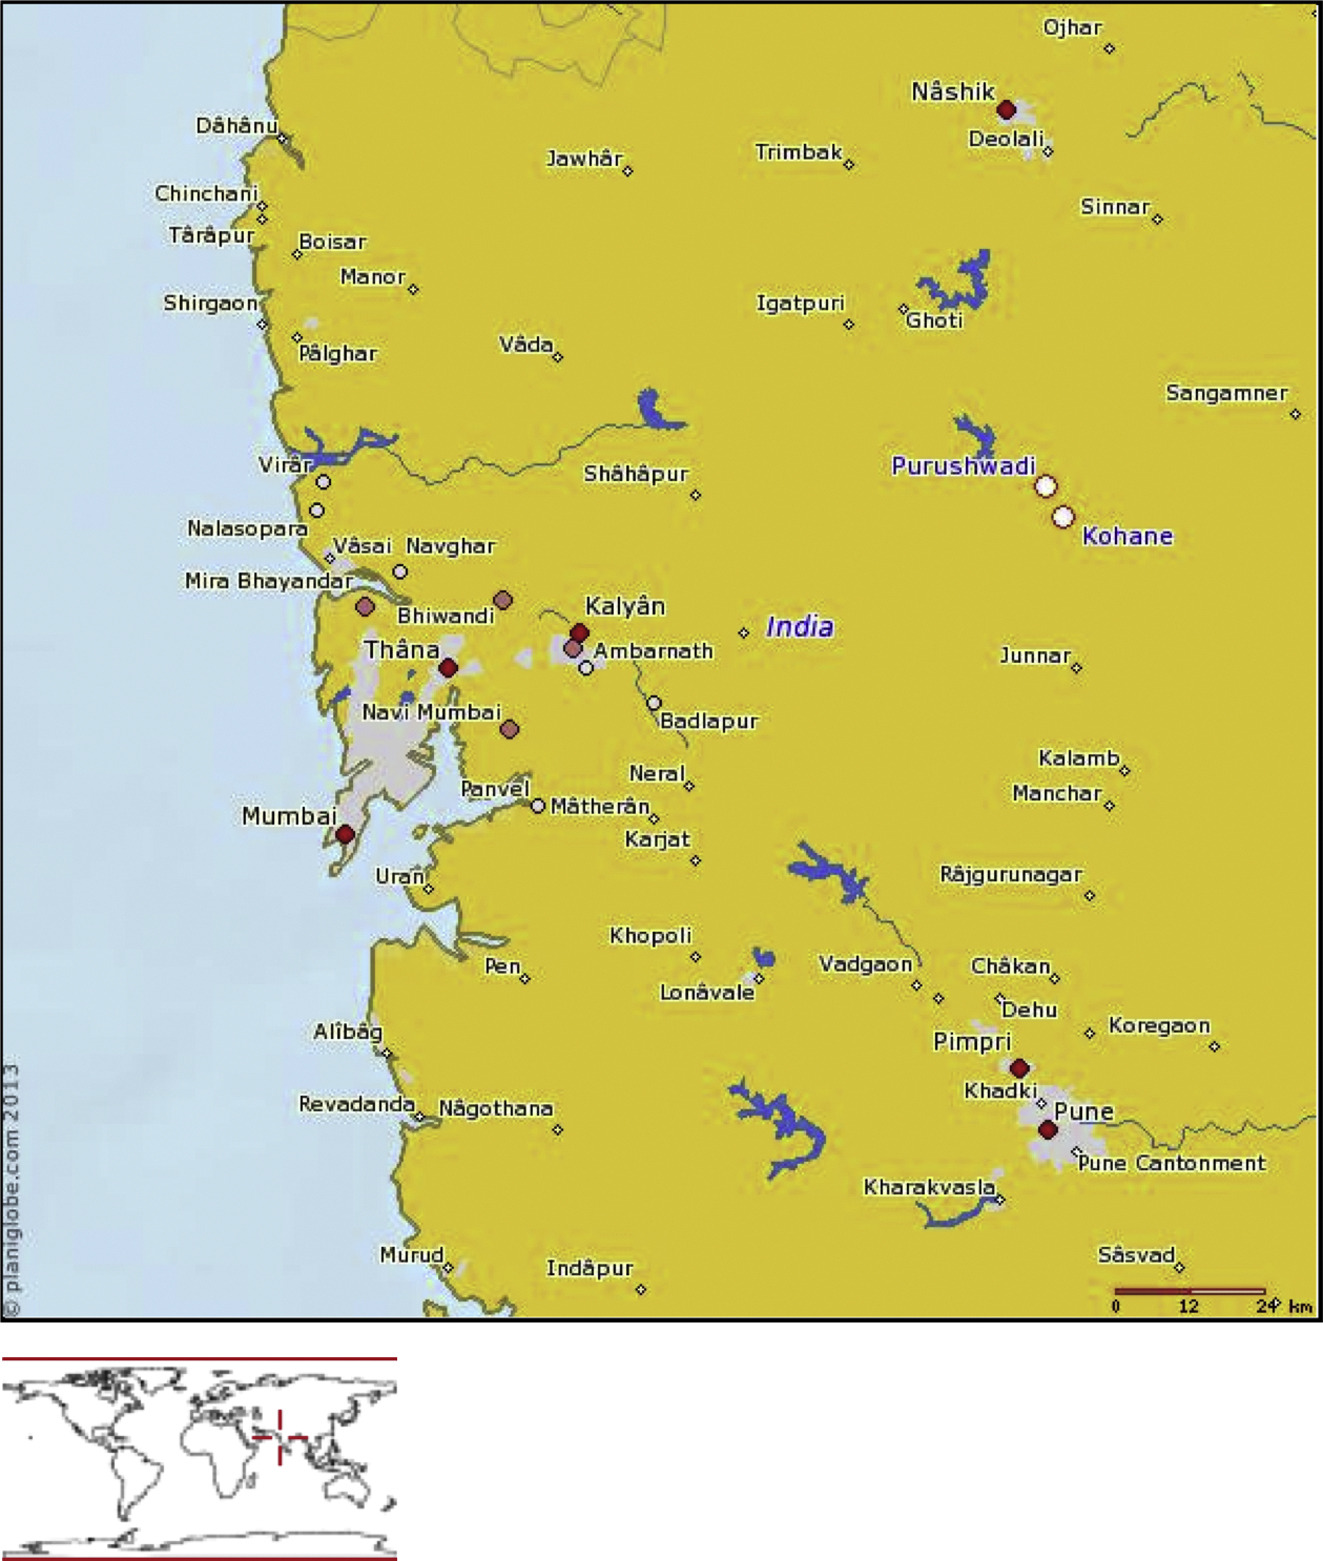 Ojhar
Nâshik
Dâhânu
Deolali
Jawhâr
Trimbak
Chinchani
Sinnar
Târâpur
Boisar
Manor
Shirgaon
Igatpuri
Ghoti
Vâda
Pâlghar
Sangamner
Virâr
Purushwadi
Shâhâpur
Nalasopara
Kohane
Vâsai
Navghar
Mira Bhayandar
Bhiwandi
Kalyân
India
Thâna
Ambarnath
Junnar
Navi Mumbai
Badlapur
Kalamb
Neral
Panvel
Manchar
Mumbai
Mâtherân
Karjat
Uran
Râjgurunagar
Khopoli
Pen
Vadgaon
Châkan
Lonâvale
Dehu
Alîbâg
Koregaon
Pimpri
Khadki
Revadanda
Nâgothana
Pune
Pune Cantonment
Kharakvasla
Murud
Indâpur
Sâsvad
0 12 24 km
© planiglobe.com 2013